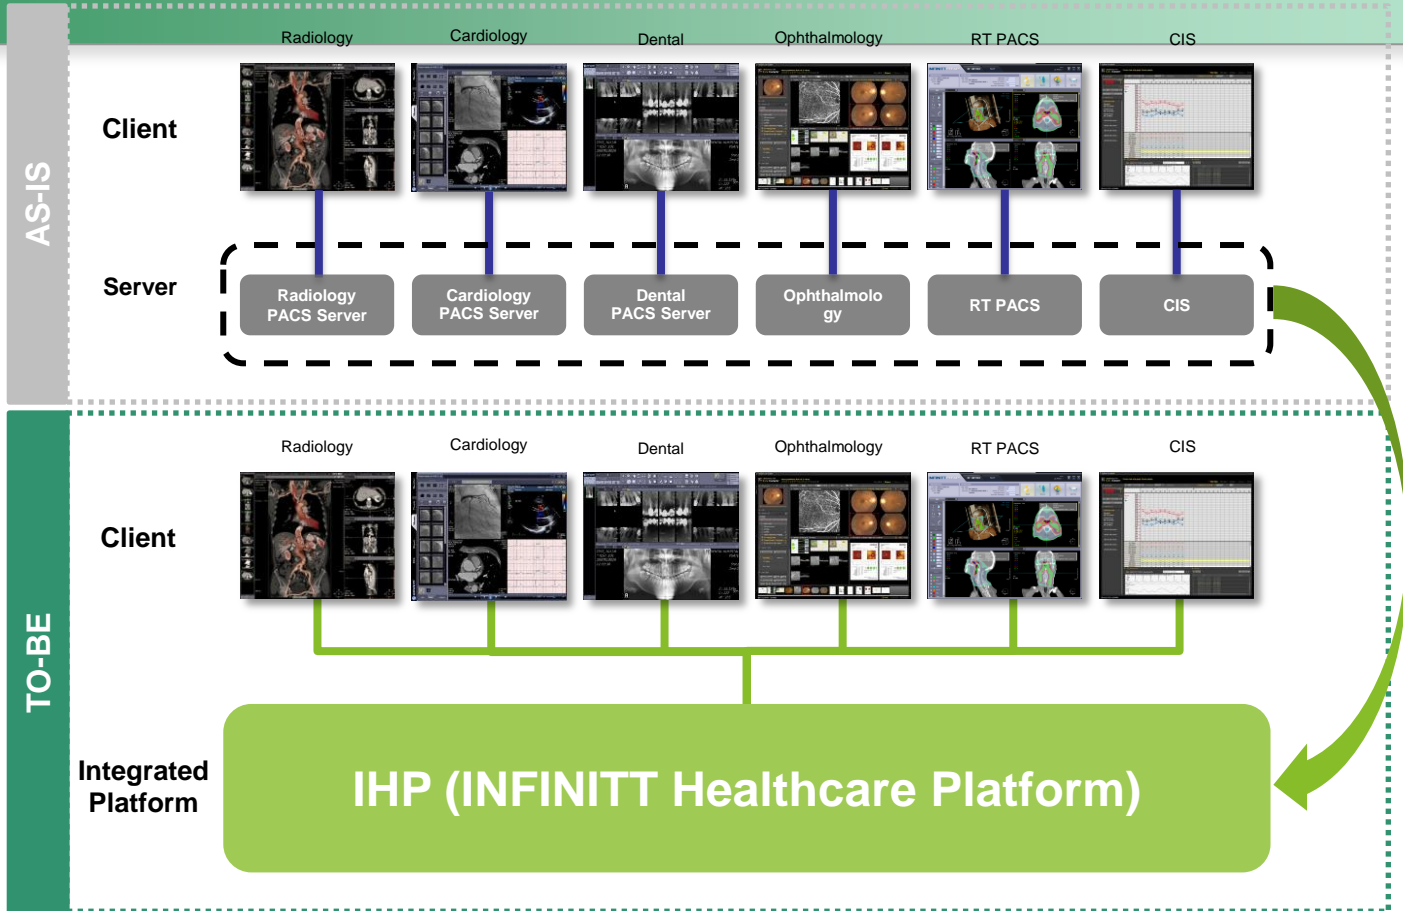 Radiology
Cardiology
Dental
Ophthalmology
RT PACS
CIS
AS-IS
Client
Server
Radiology
PACS Server
Cardiology
PACS Server
Dental
PACS Server
Ophthalmolo
gy
RT PACS
CIS
TO-BE
Radiology
Cardiology
Dental
Ophthalmology
RT PACS
CIS
Client
Integrated
Platform
IHP (INFINITT Healthcare Platform)